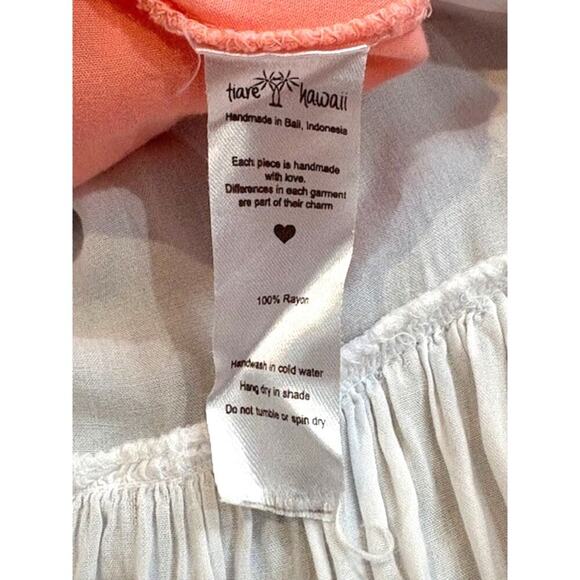 tiare hawaii
Handmade in Bali, Indonesia
Each piece is handmade
with love.
Differences in each garment
are part of their charm
100% Rayon
Handwash in cold water
Hang dry in shade
Do not tumble or spin dry